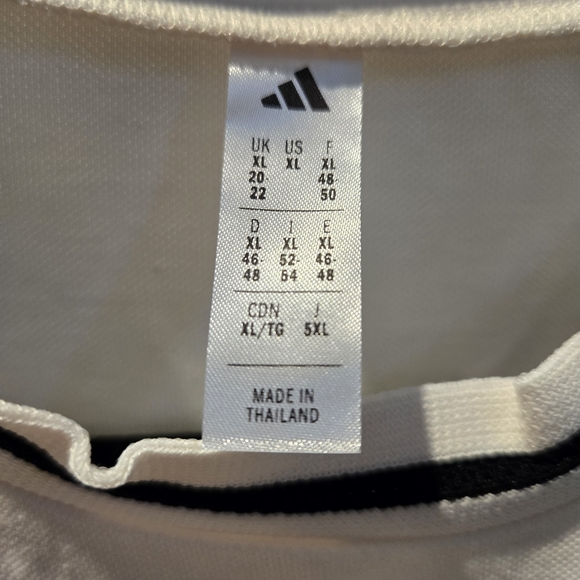 UK US F
XL XL XL
20- 48-
22 50
D I E
XL XL XL
46- 52- 46-
48 54 48
CDN J
XL/TG 5XL
MADE IN
THAILAND